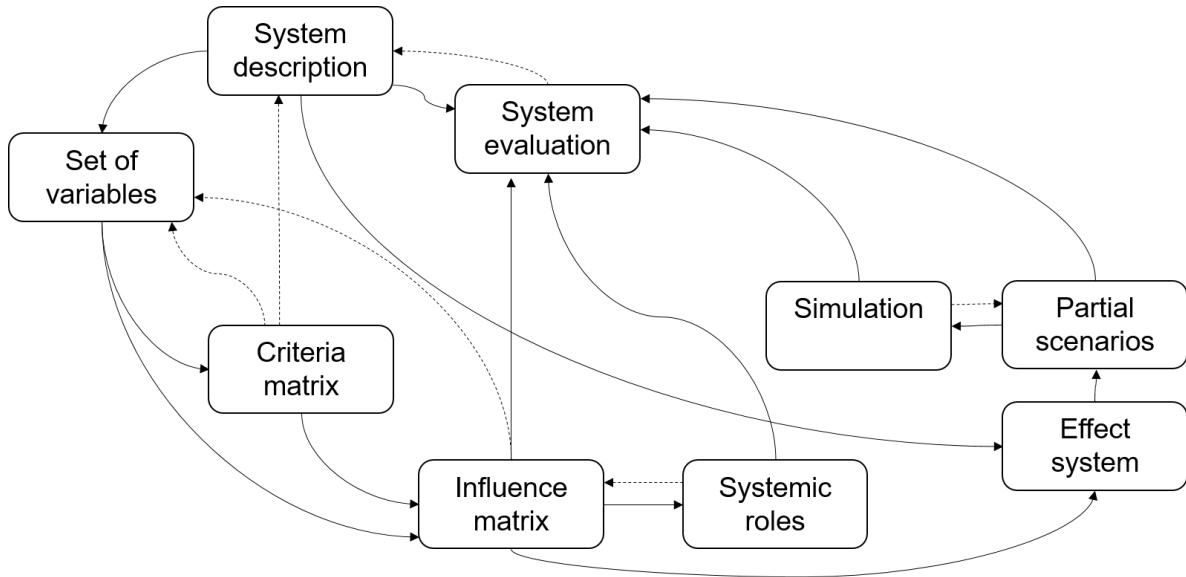 System
description
System
evaluation
Set of
variables
Simulation
Partial
scenarios
Criteria
matrix
Effect
system
Influence
matrix
Systemic
roles